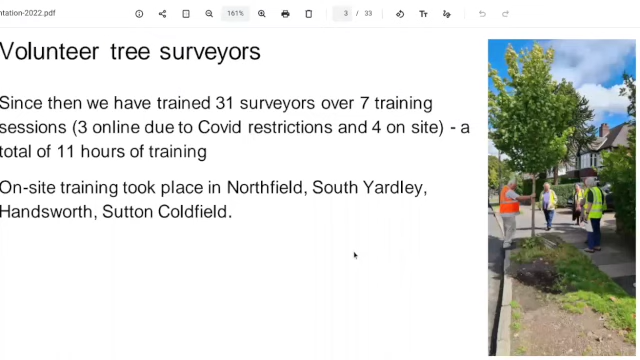 ntation-2022.pdf
161%
3 / 33
Volunteer tree surveyors
Since then we have trained 31 surveyors over 7 training
sessions (3 online due to Covid restrictions and 4 on site) - a
total of 11 hours of training
On-site training took place in Northfield, South Yardley,
Handsworth, Sutton Coldfield.